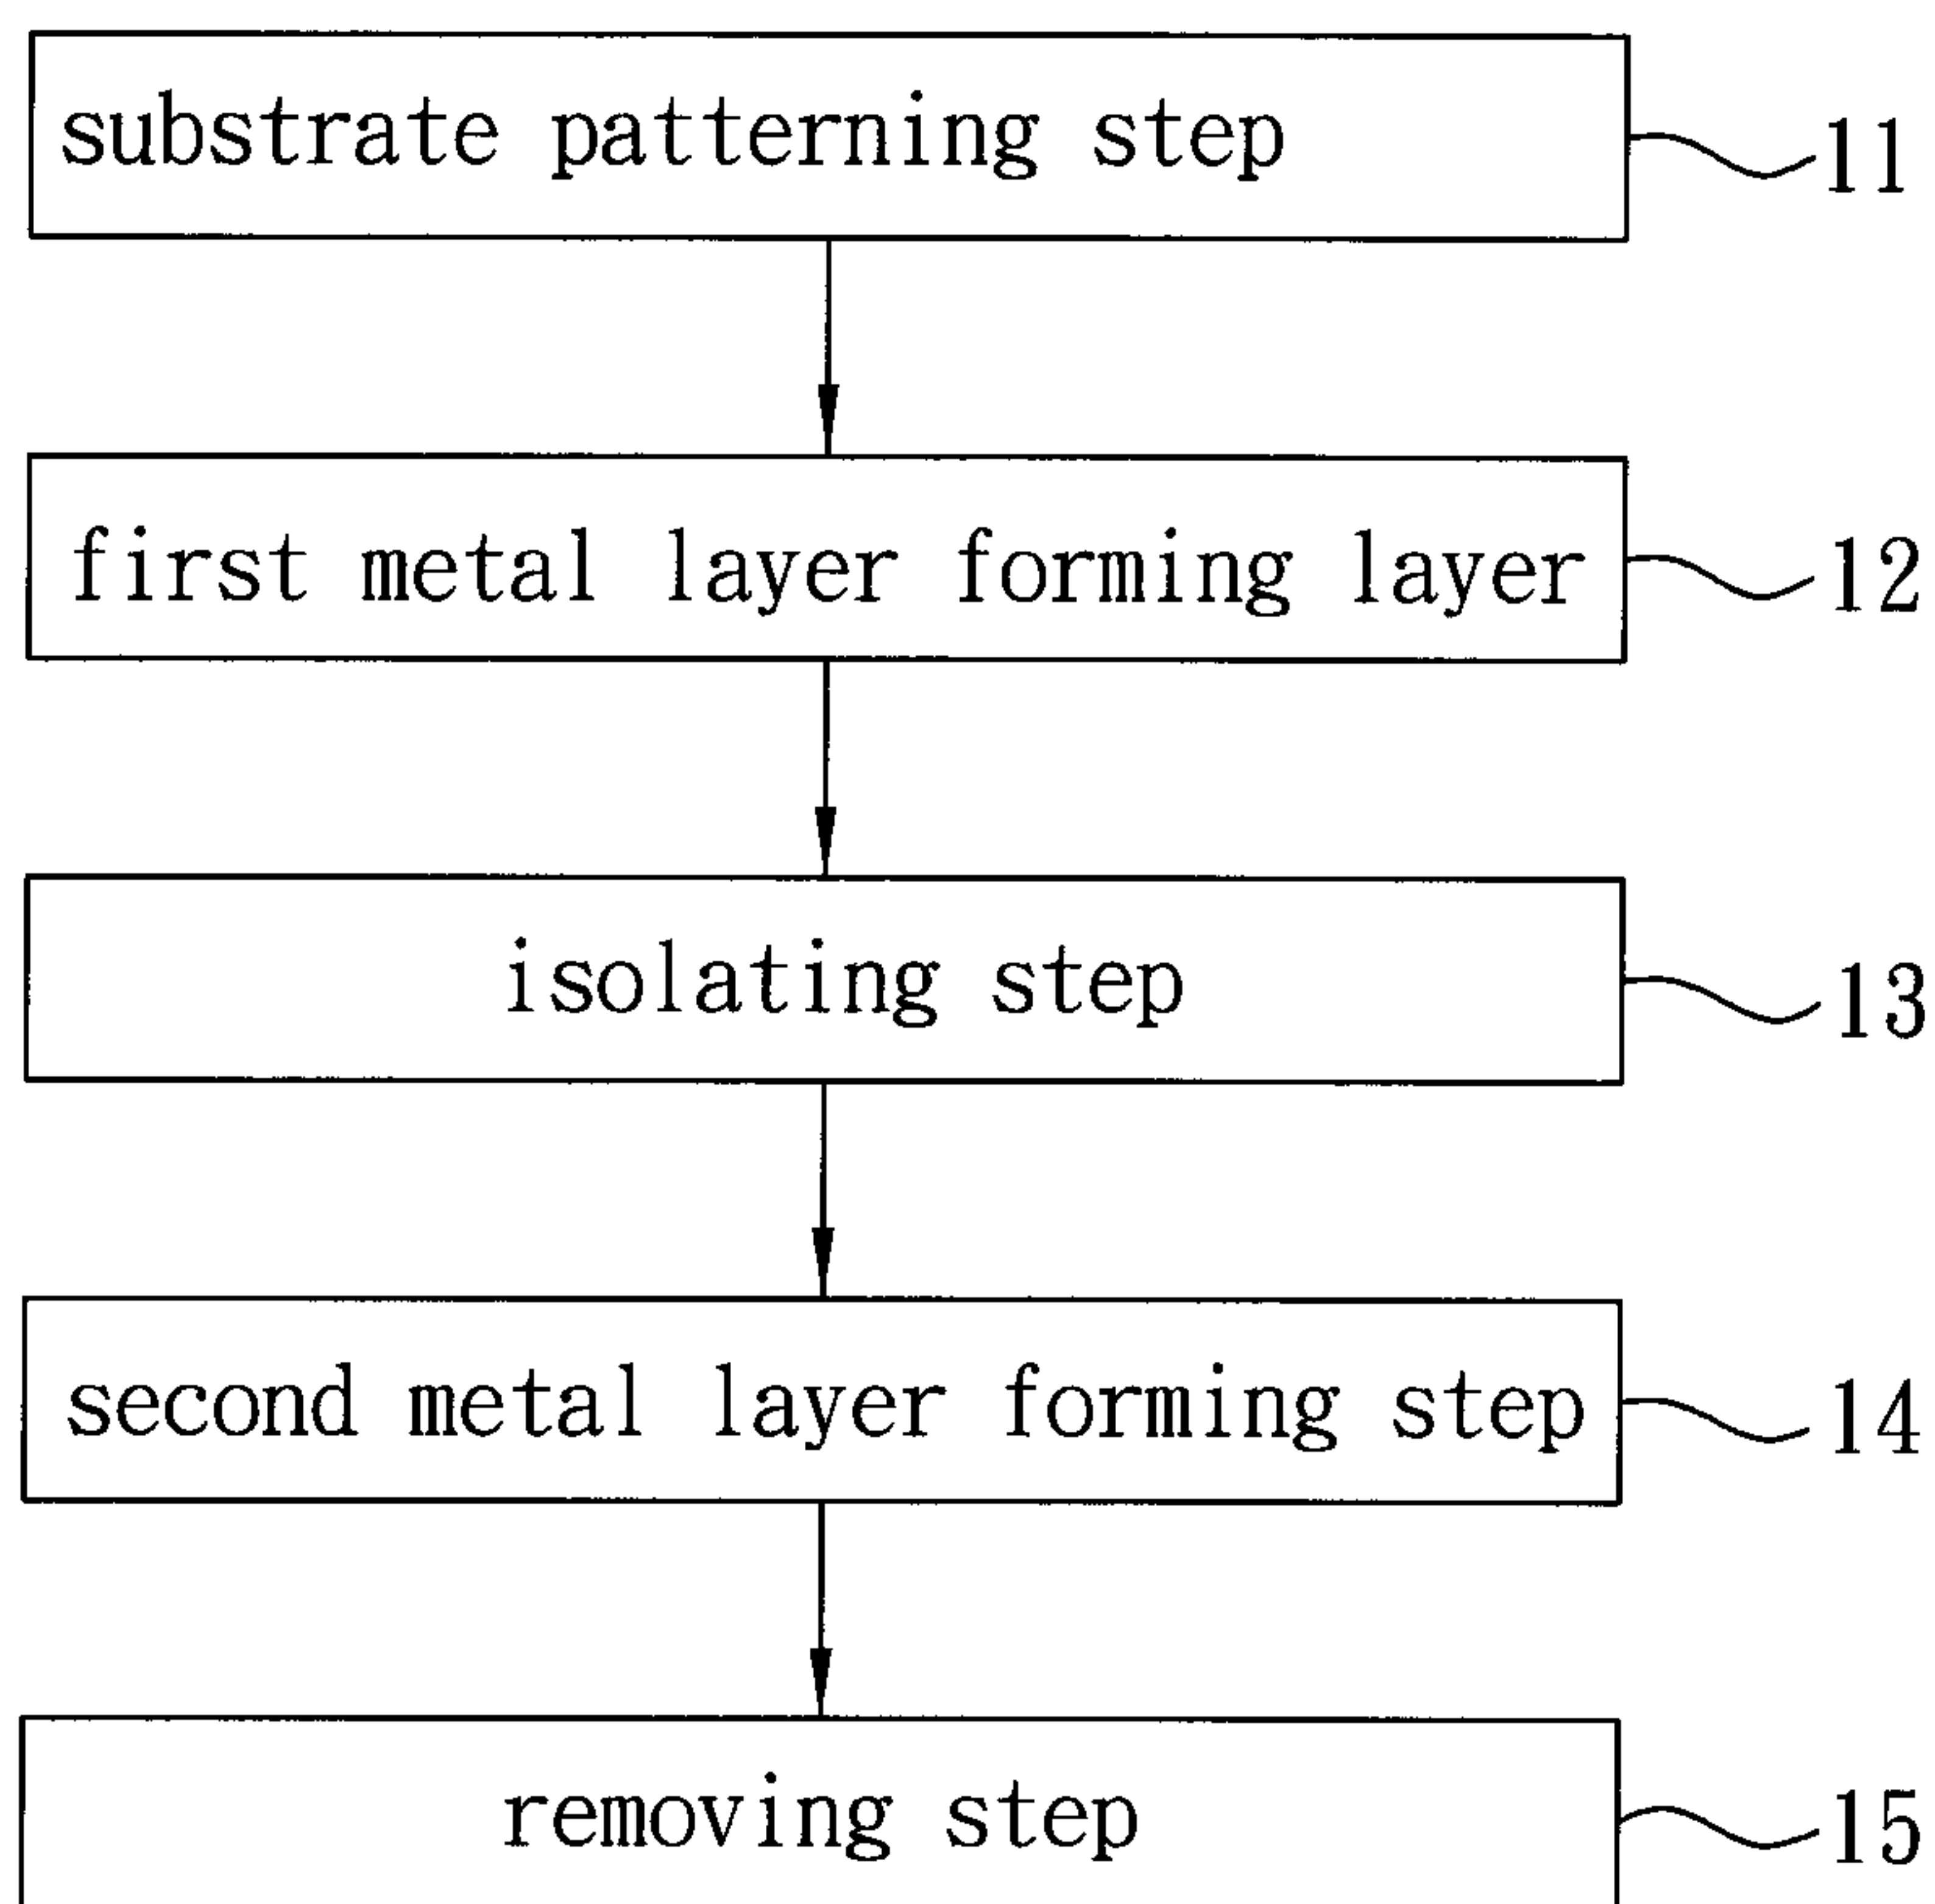 substrate patterning step 11
first metal layer forming layer 12
isolating step 13
second metal layer forming step 14
removing step 15